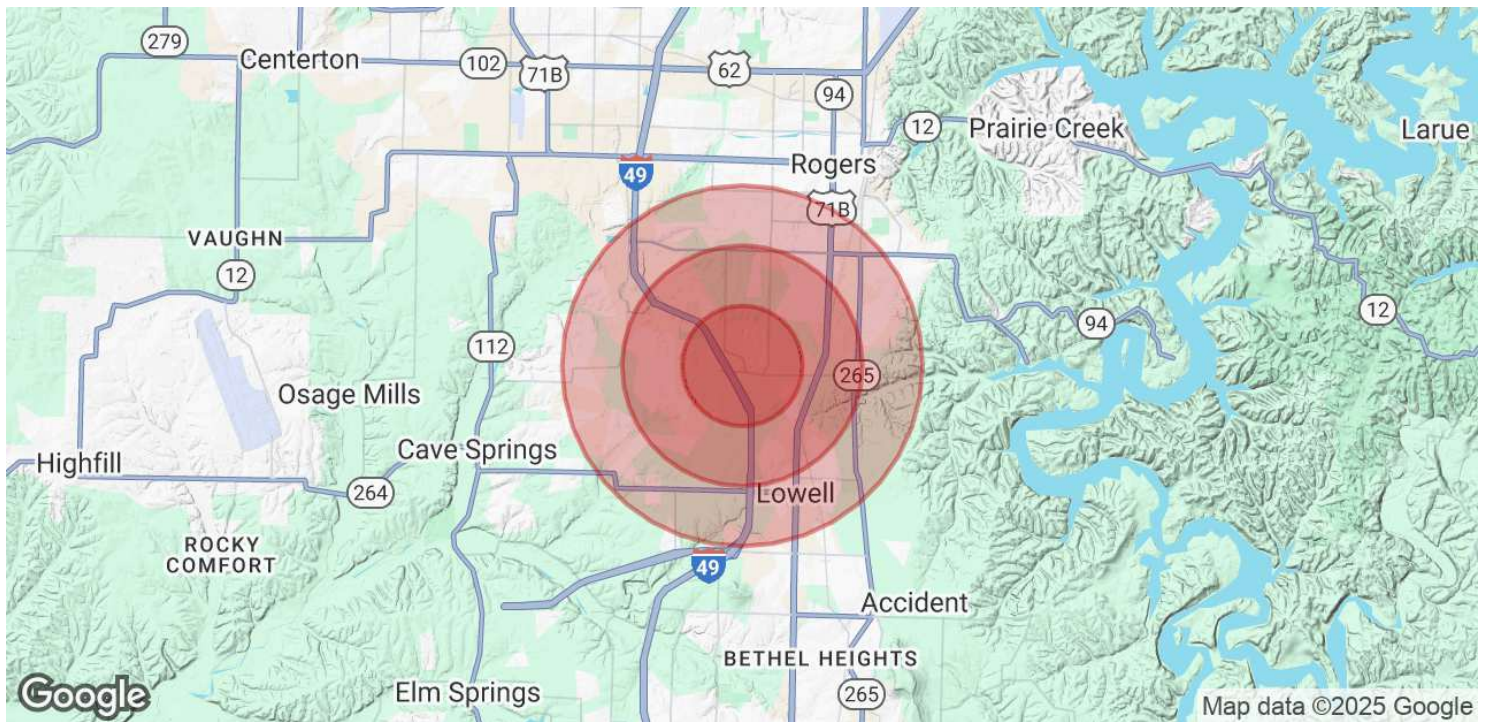 279
Centerton
102
71B
62
94
12
Prairie Creek
Larue
49
Rogers
71B
VAUGHN
12
94
12
112
265
Osage Mills
Cave Springs
Highfill
264
Lowell
ROCKY
COMFORT
49
Accident
BETHEL HEIGHTS
Elm Springs
265
Google
Map data ©2025 Google